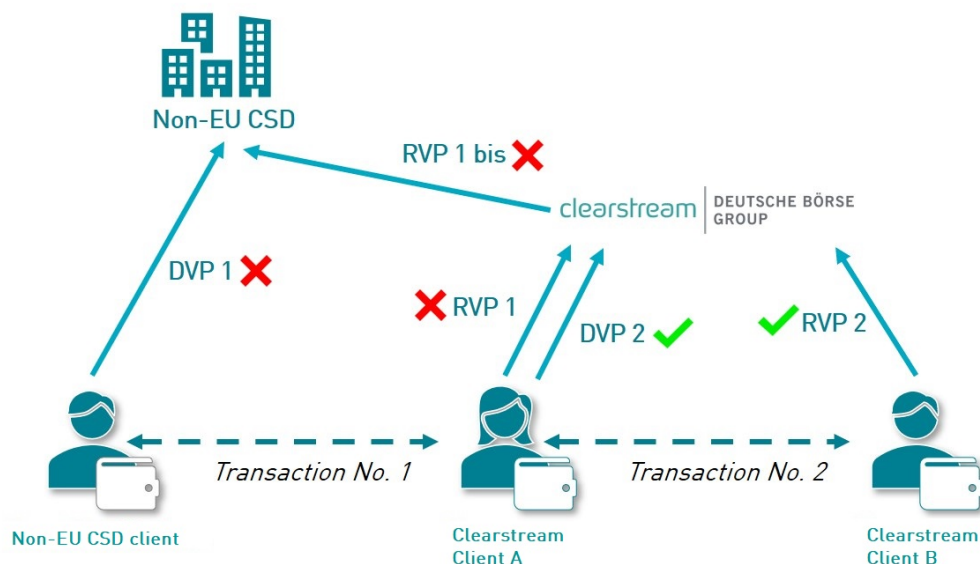 Non-EU CSD
RVP 1 bis
clearstream
DEUTSCHE BÖRSE
GROUP
DVP 1
RVP 1
DVP 2
RVP 2
Transaction No. 1
Transaction No. 2
Non-EU CSD client
Clearstream
Client A
Clearstream
Client B